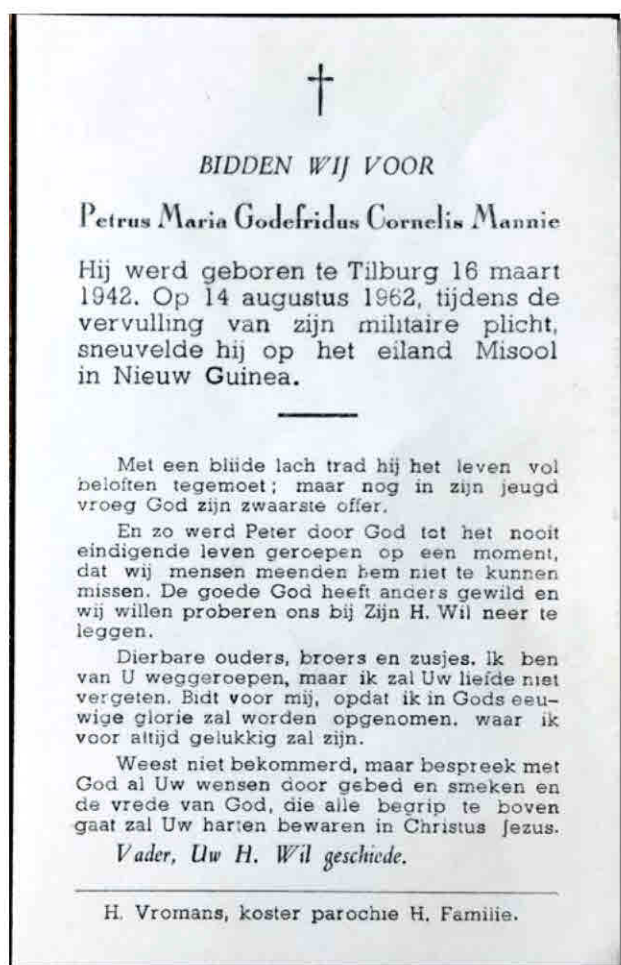 BIDDEN WIJ VOOR
Petrus Maria Godefridus Cornelis Mannie
Hij werd geboren te Tilburg 16 maart
1942. Op 14 augustus 1962, tijdens de
vervulling van zijn militaire plicht,
sneuvelde hij op het eiland Misool
in Nieuw Guinea.
Met een blijde lach trad hij het leven vol
beloften tegemoet; maar nog in zijn jeugd
vroeg God zijn zwaarste offer.
En zo werd Peter door God tot het nooit
eindigende leven geroepen op een moment,
dat wij mensen meenden hem niet te kunnen
missen. De goede God heeft anders gewild en
wij willen proberen ons bij Zijn H. Wil neer te
leggen.
Dierbare ouders, broers en zusjes. Ik ben
van U weggeroepen, maar ik zal Uw liefde niet
vergeten. Bidt voor mij, opdat ik in Gods eeu-
wige glorie zal worden opgenomen. waar ik
voor altijd gelukkig zal zijn.
Weest niet bekommerd, maar bespreek met
God al Uw wensen door gebed en smeken en
de vrede van God, die alle begrip te boven
gaat zal Uw harten bewaren in Christus Jezus.
Vader, Uw H. Wil geschiede.
H. Vromans, koster parochie H. Familie.